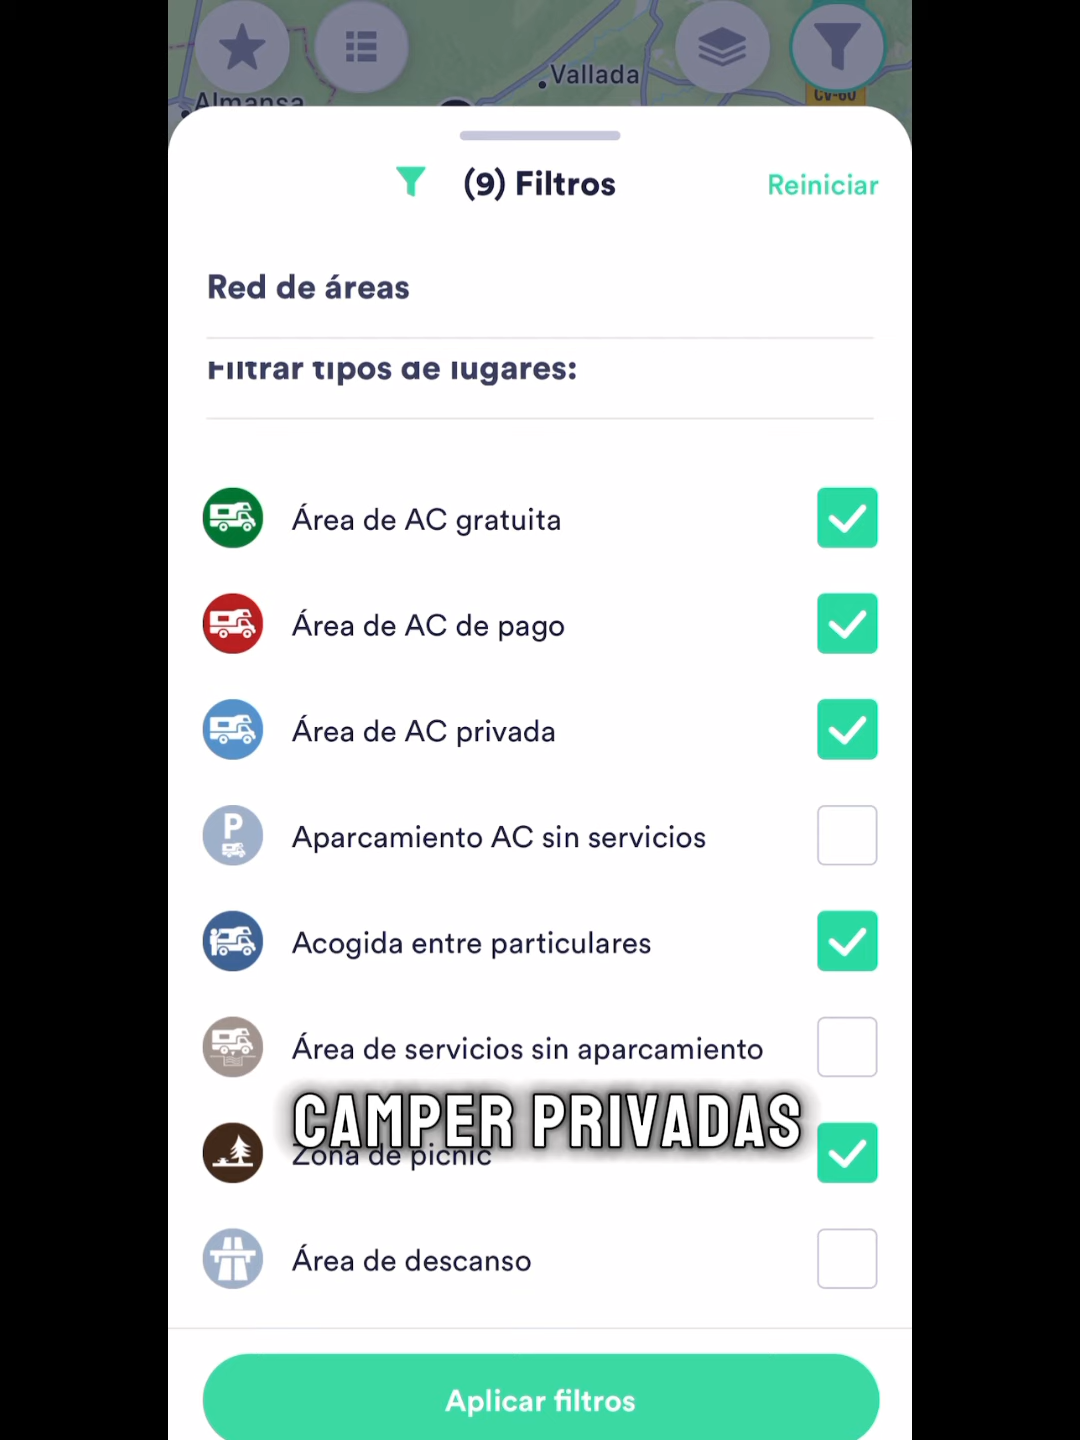 Vallada
Almansa
CV-60
(9) Filtros
Reiniciar
Red de áreas
Filtrar tipos de lugares:
Área de AC gratuita
Área de AC de pago
Área de AC privada
P
Aparcamiento AC sin servicios
Acogida entre particulares
Área de servicios sin aparcamiento
CAMPER PRIVADAS
Zona de picnic
Área de descanso
Aplicar filtros